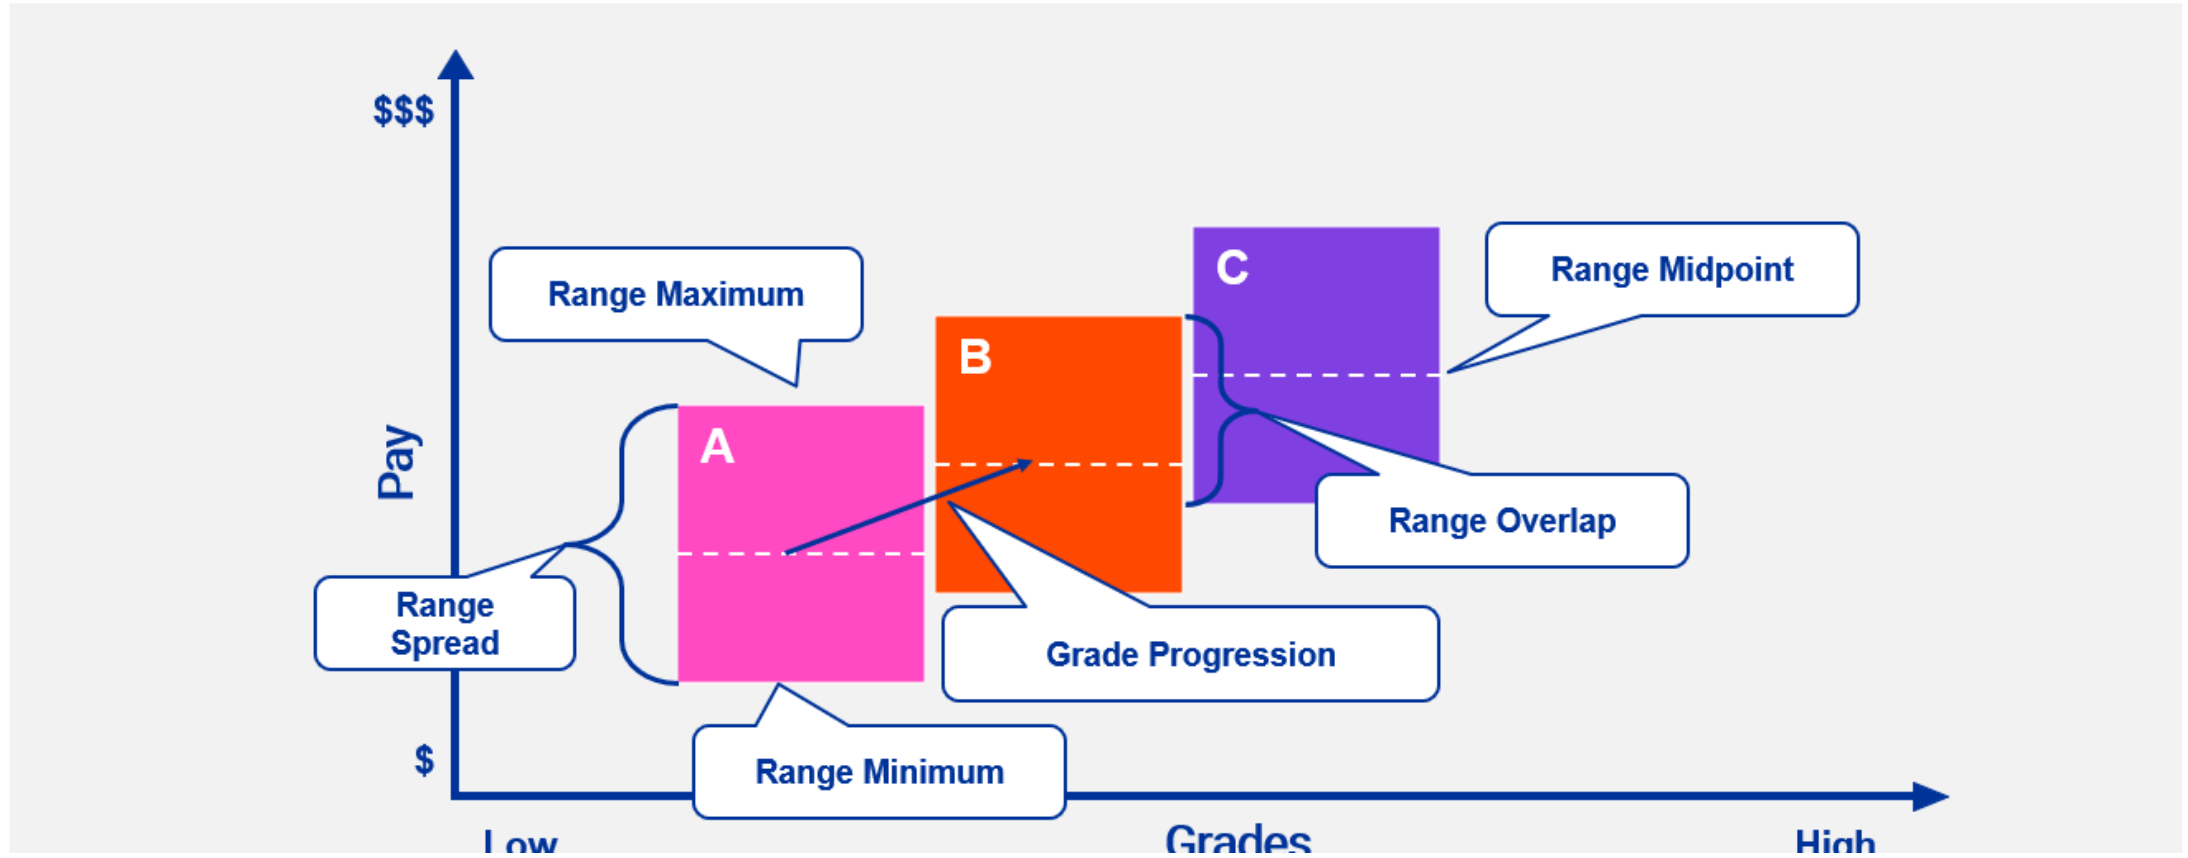 $$$
C
Range Midpoint
Range Maximum
B
A
Pay
Range Overlap
Range
Spread
Grade Progression
$
Range Minimum
Low
Grades
High